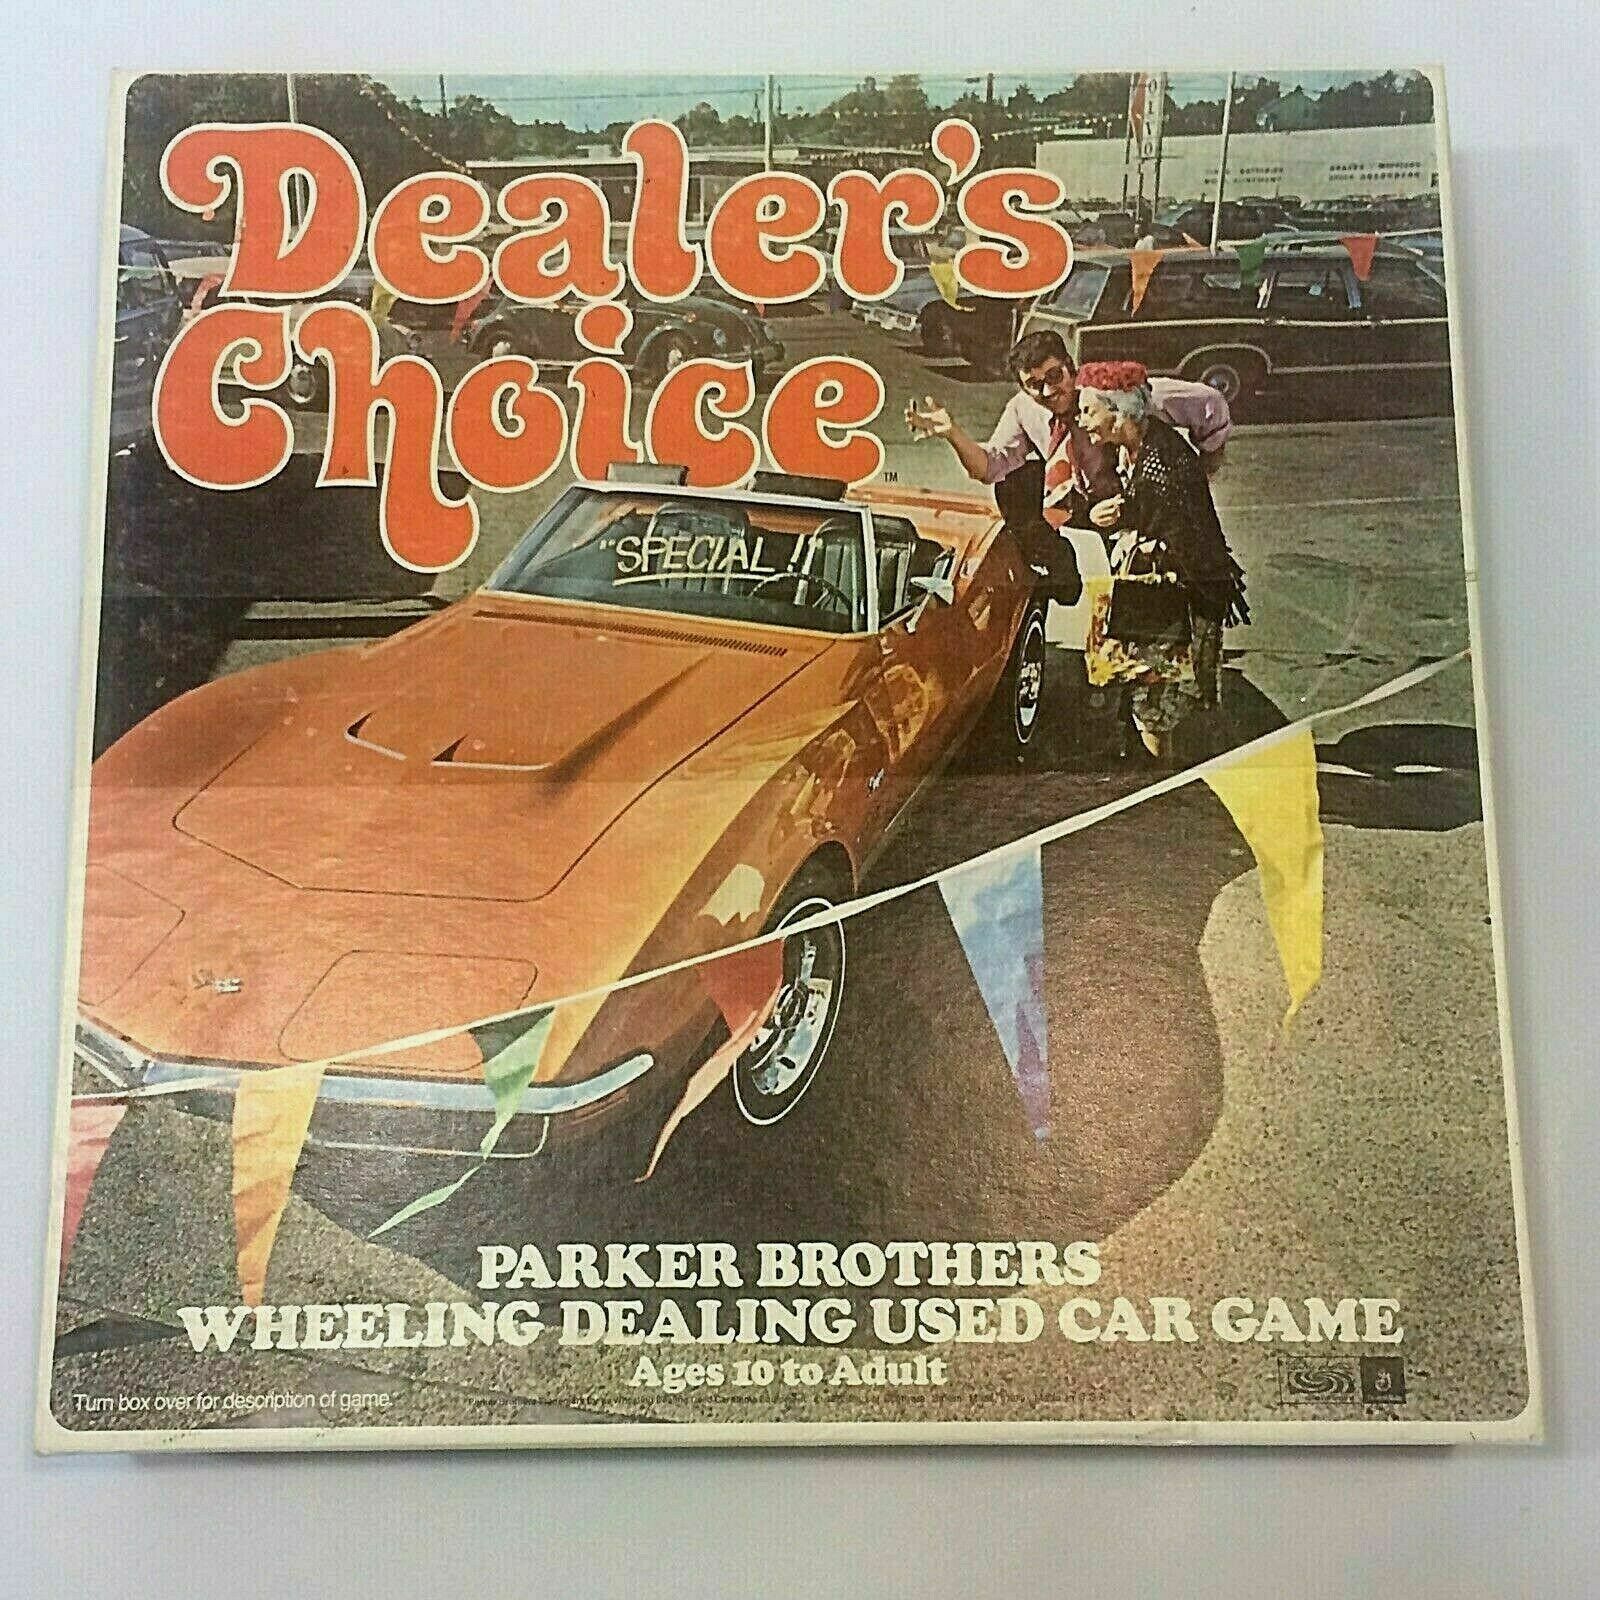 Dealer's
Choice
TM
"SPECIAL!"
PARKER BROTHERS
WHEELING DEALING USED CAR GAME
Ages 10 to Adult
Turn box over for description of game.